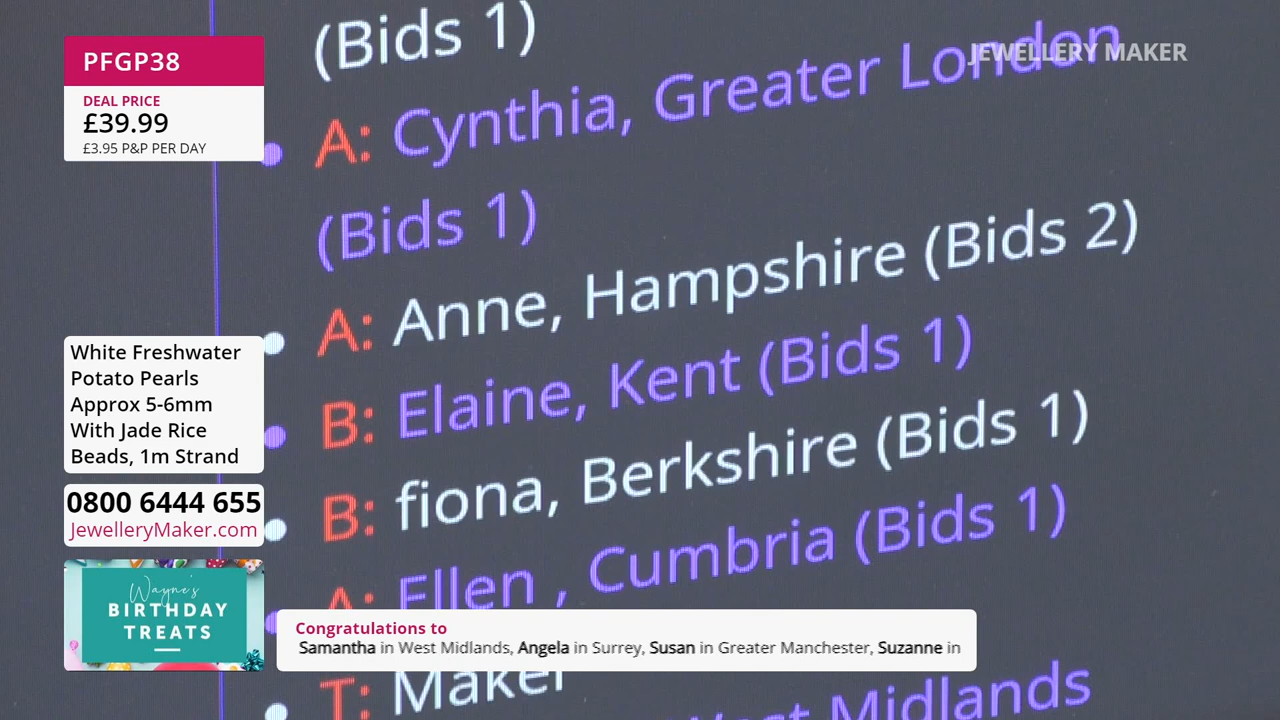 PFGP38
DEAL PRICE
£39.99
£3.95 P&P PER DAY
JEWELLERY MAKER
(Bids 1)
A: Cynthia, Greater London
(Bids 1)
A: Anne, Hampshire (Bids 2)
B: Elaine, Kent (Bids 1)
B: fiona, Berkshire (Bids 1)
A: Ellen , Cumbria (Bids 1)
T: Maker
West Midlands
White Freshwater
Potato Pearls
Approx 5-6mm
With Jade Rice
Beads, 1m Strand
0800 6444 655
JewelleryMaker.com
Wayne's
BIRTHDAY
TREATS
Congratulations to
Samantha in West Midlands, Angela in Surrey, Susan in Greater Manchester, Suzanne in